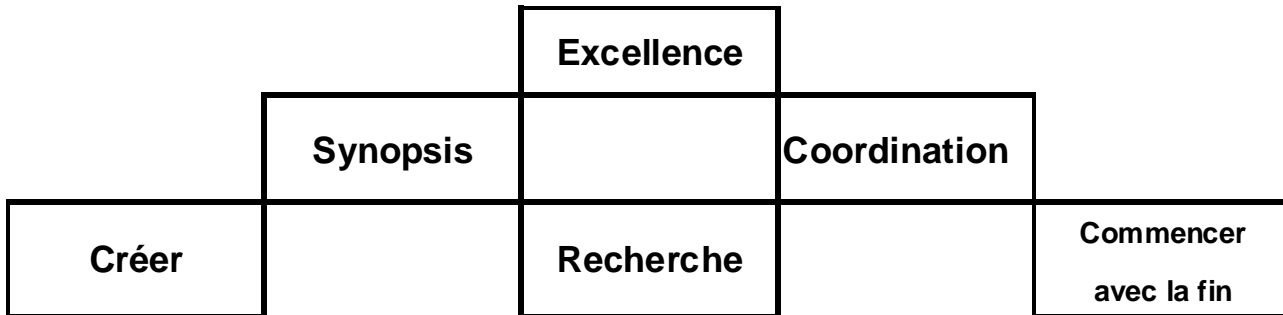 Excellence
Synopsis
Coordination
Créer
Recherche
Commencer
avec la fin